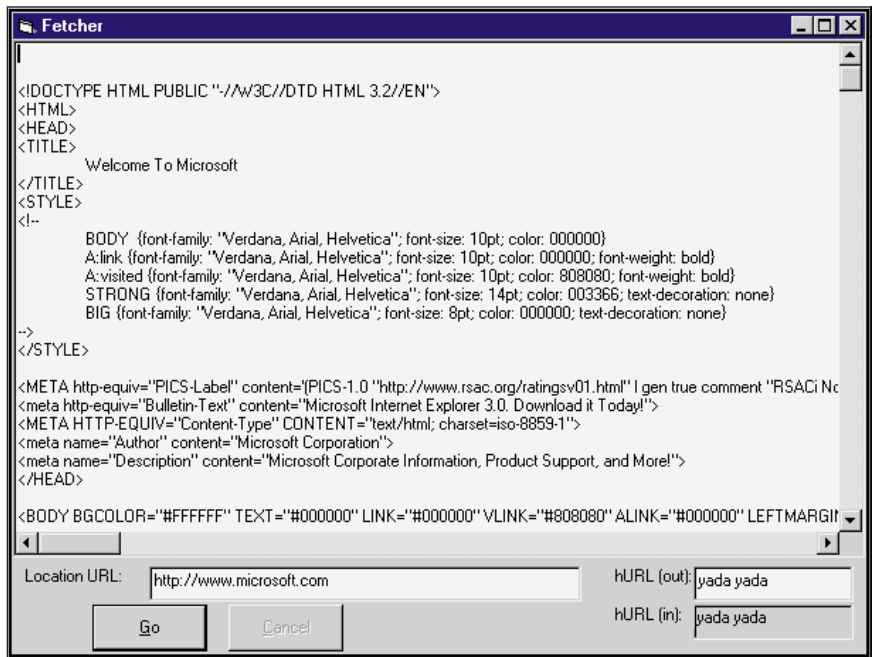 Fetcher
<!DOCTYPE HTML PUBLIC "-//W3C//DTD HTML 3.2//EN">
<HTML>
<HEAD>
<TITLE>
Welcome To Microsoft
</TITLE>
<STYLE>
<!--
BODY {font-family: "Verdana, Arial, Helvetica"; font-size: 10pt; color: 000000}
A:link {font-family: "Verdana, Arial, Helvetica"; font-size: 10pt; color: 000000; font-weight: bold}
A:visited {font-family: "Verdana, Arial, Helvetica"; font-size: 10pt; color: 808080; font-weight: bold}
STRONG {font-family: "Verdana, Arial, Helvetica"; font-size: 14pt; color: 003366; text-decoration: none}
BIG {font-family: "Verdana, Arial, Helvetica"; font-size: 8pt; color: 000000; text-decoration: none}
-->
</STYLE>
<META http-equiv="PICS-Label" content='(PICS-1.0 "http://www.rsac.org/ratingsv01.html" l gen true comment "RSACi No
<meta http-equiv="Bulletin-Text" content="Microsoft Internet Explorer 3.0. Download it Today!">
<META HTTP-EQUIV="Content-Type" CONTENT="text/html; charset=iso-8859-1">
<meta name="Author" content="Microsoft Corporation">
<meta name="Description" content="Microsoft Corporate Information, Product Support, and More!">
</HEAD>
<BODY BGCOLOR="#FFFFFF" TEXT="#000000" LINK="#000000" VLINK="#808080" ALINK="#000000" LEFTMARGIN
Location URL: http://www.microsoft.com hURL (out): yada yada
Go Cancel hURL (in): yada yada